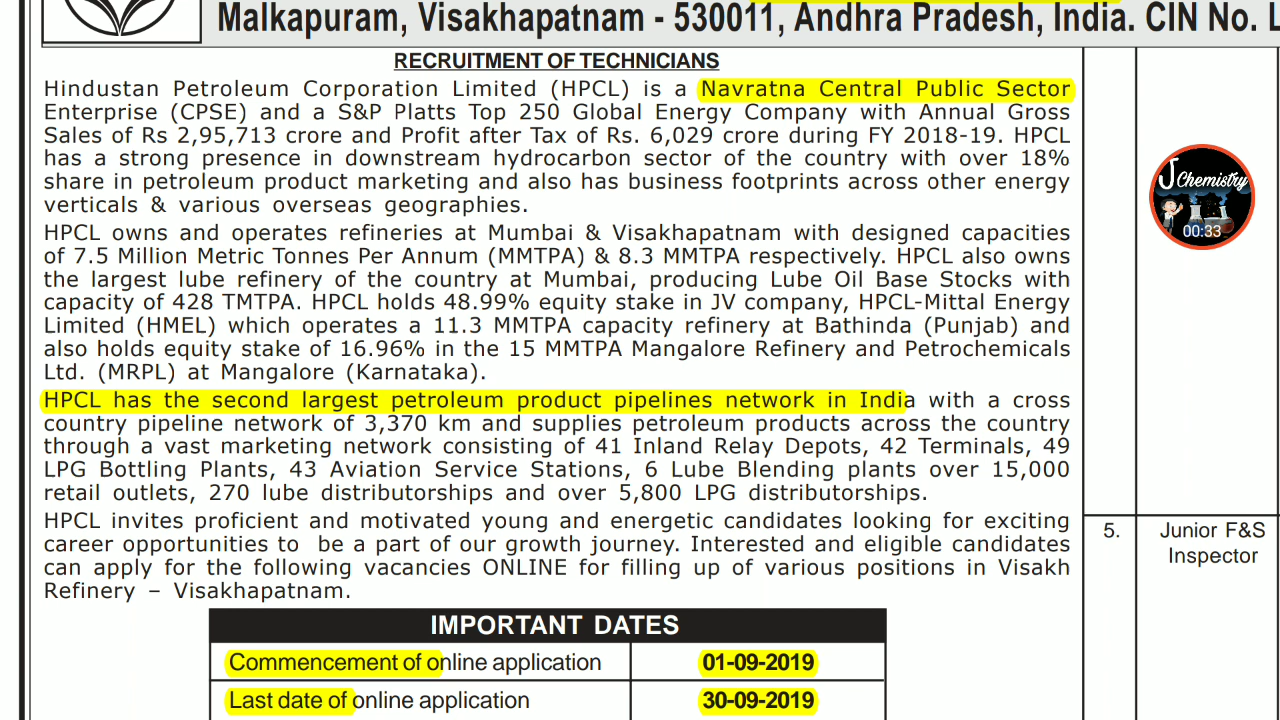 Malkapuram, Visakhapatnam - 530011, Andhra Pradesh, India. CIN No. L
RECRUITMENT OF TECHNICIANS
Hindustan Petroleum Corporation Limited (HPCL) is a Navratna Central Public Sector
Enterprise (CPSE) and a S&P Platts Top 250 Global Energy Company with Annual Gross
Sales of Rs 2,95,713 crore and Profit after Tax of Rs. 6,029 crore during FY 2018-19. HPCL
has a strong presence in downstream hydrocarbon sector of the country with over 18%
share in petroleum product marketing and also has business footprints across other energy
verticals & various overseas geographies.
HPCL owns and operates refineries at Mumbai & Visakhapatnam with designed capacities
of 7.5 Million Metric Tonnes Per Annum (MMTPA) & 8.3 MMTPA respectively. HPCL also owns
the largest lube refinery of the country at Mumbai, producing Lube Oil Base Stocks with
capacity of 428 TMTPA. HPCL holds 48.99% equity stake in JV company, HPCL-Mittal Energy
Limited (HMEL) which operates a 11.3 MMTPA capacity refinery at Bathinda (Punjab) and
also holds equity stake of 16.96% in the 15 MMTPA Mangalore Refinery and Petrochemicals
Ltd. (MRPL) at Mangalore (Karnataka).
HPCL has the second largest petroleum product pipelines network in India with a cross
country pipeline network of 3,370 km and supplies petroleum products across the country
through a vast marketing network consisting of 41 Inland Relay Depots, 42 Terminals, 49
LPG Bottling Plants, 43 Aviation Service Stations, 6 Lube Blending plants over 15,000
retail outlets, 270 lube distributorships and over 5,800 LPG distributorships.
HPCL invites proficient and motivated young and energetic candidates looking for exciting
career opportunities to be a part of our growth journey. Interested and eligible candidates
can apply for the following vacancies ONLINE for filling up of various positions in Visakh
Refinery – Visakhapatnam.
IMPORTANT DATES
Commencement of online application 01-09-2019
Last date of online application 30-09-2019
J Chemistry
00:33
5. Junior F&S
Inspector